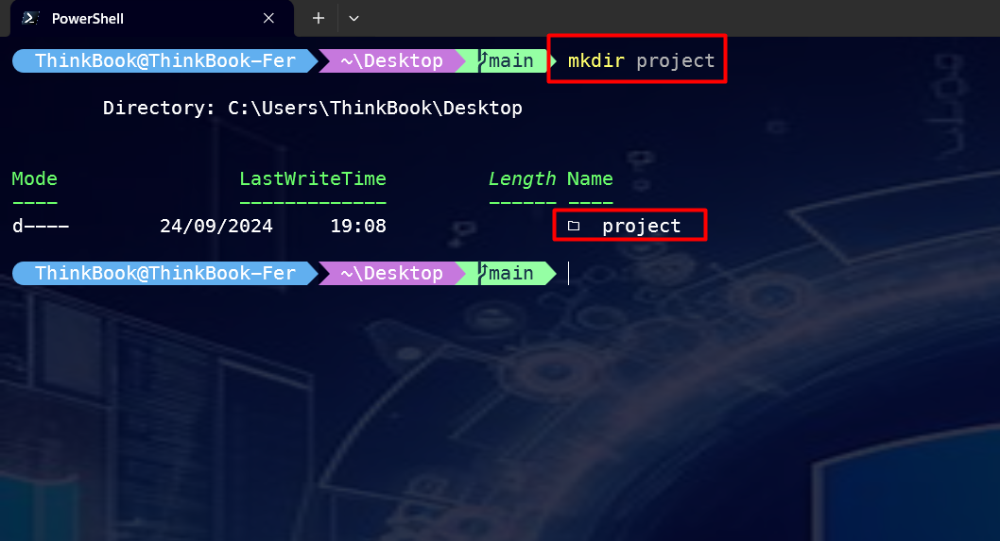 PowerShell
ThinkBook@ThinkBook-Fer ~\Desktop main mkdir project
Directory: C:\Users\ThinkBook\Desktop
Mode LastWriteTime Length Name
---- ------------- ------ ----
d---- 24/09/2024 19:08 project
ThinkBook@ThinkBook-Fer ~\Desktop main